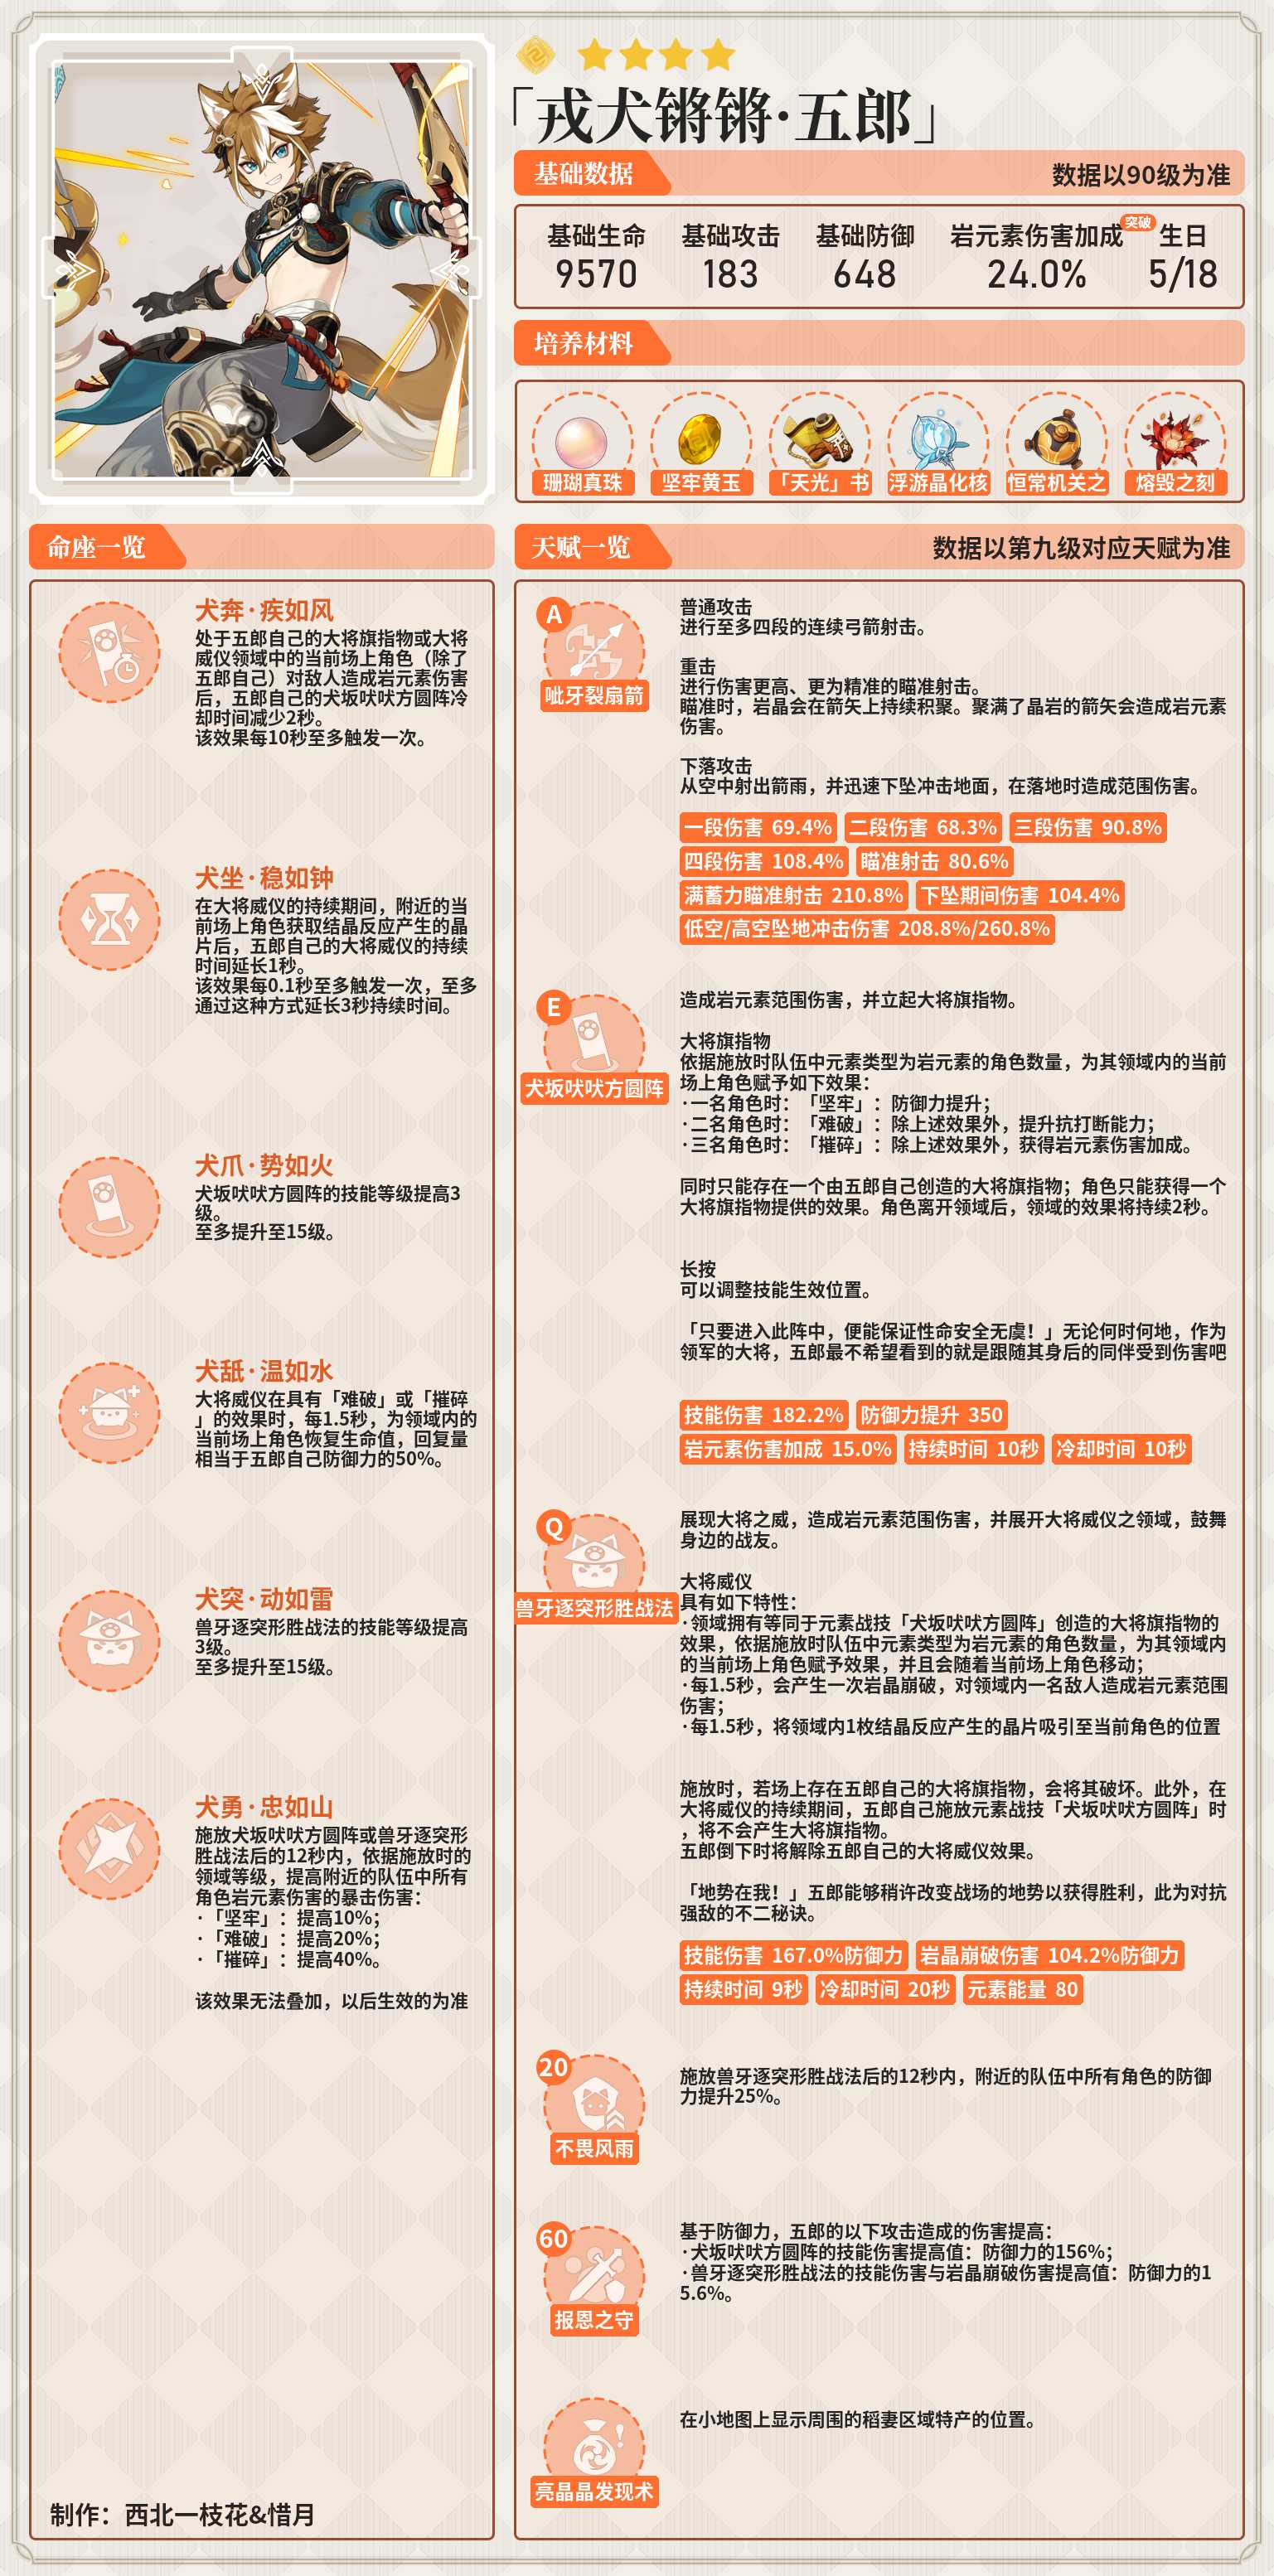 「戎犬锵锵·五郎」
基础数据
数据以90级为准
基础生命 基础攻击 基础防御 岩元素伤害加成 突破 生日
9570 183 648 24.0% 5/18
培养材料
珊瑚真珠 坚牢黄玉 「天光」书 浮游晶化核 恒常机关之 熔毁之刻
命座一览
犬奔·疾如风
处于五郎自己的大将旗指物或大将
威仪领域中的当前场上角色（除了
五郎自己）对敌人造成岩元素伤害
后，五郎自己的犬坂吠吠方圆阵冷
却时间减少2秒。
该效果每10秒至多触发一次。
犬坐·稳如钟
在大将威仪的持续期间，附近的当
前场上角色获取结晶反应产生的晶
片后，五郎自己的大将威仪的持续
时间延长1秒。
该效果每0.1秒至多触发一次，至多
通过这种方式延长3秒持续时间。
犬爪·势如火
犬坂吠吠方圆阵的技能等级提高3
级。
至多提升至15级。
犬舐·温如水
大将威仪在具有「难破」或「摧碎
」的效果时，每1.5秒，为领域内的
当前场上角色恢复生命值，回复量
相当于五郎自己防御力的50%。
犬突·动如雷
兽牙逐突形胜战法的技能等级提高
3级。
至多提升至15级。
犬勇·忠如山
施放犬坂吠吠方圆阵或兽牙逐突形
胜战法后的12秒内，依据施放时的
领域等级，提高附近的队伍中所有
角色岩元素伤害的暴击伤害：
·「坚牢」：提高10%；
·「难破」：提高20%；
·「摧碎」：提高40%。
该效果无法叠加，以后生效的为准
制作：西北一枝花&惜月
天赋一览
数据以第九级对应天赋为准
A
呲牙裂扇箭
普通攻击
进行至多四段的连续弓箭射击。
重击
进行伤害更高、更为精准的瞄准射击。
瞄准时，岩晶会在箭矢上持续积聚。聚满了晶岩的箭矢会造成岩元素
伤害。
下落攻击
从空中射出箭雨，并迅速下坠冲击地面，在落地时造成范围伤害。
一段伤害 69.4% 二段伤害 68.3% 三段伤害 90.8%
四段伤害 108.4% 瞄准射击 80.6%
满蓄力瞄准射击 210.8% 下坠期间伤害 104.4%
低空/高空坠地冲击伤害 208.8%/260.8%
E
犬坂吠吠方圆阵
造成岩元素范围伤害，并立起大将旗指物。
大将旗指物
依据施放时队伍中元素类型为岩元素的角色数量，为其领域内的当前
场上角色赋予如下效果：
·一名角色时：「坚牢」：防御力提升；
·二名角色时：「难破」：除上述效果外，提升抗打断能力；
·三名角色时：「摧碎」：除上述效果外，获得岩元素伤害加成。
同时只能存在一个由五郎自己创造的大将旗指物；角色只能获得一个
大将旗指物提供的效果。角色离开领域后，领域的效果将持续2秒。
长按
可以调整技能生效位置。
「只要进入此阵中，便能保证性命安全无虞！」无论何时何地，作为
领军的大将，五郎最不希望看到的就是跟随其身后的同伴受到伤害吧
技能伤害 182.2% 防御力提升 350
岩元素伤害加成 15.0% 持续时间 10秒 冷却时间 10秒
Q
兽牙逐突形胜战法
展现大将之威，造成岩元素范围伤害，并展开大将威仪之领域，鼓舞
身边的战友。
大将威仪
具有如下特性：
·领域拥有等同于元素战技「犬坂吠吠方圆阵」创造的大将旗指物的
效果，依据施放时队伍中元素类型为岩元素的角色数量，为其领域内
的当前场上角色赋予效果，并且会随着当前场上角色移动；
·每1.5秒，会产生一次岩晶崩破，对领域内一名敌人造成岩元素范围
伤害；
·每1.5秒，将领域内1枚结晶反应产生的晶片吸引至当前角色的位置
施放时，若场上存在五郎自己的大将旗指物，会将其破坏。此外，在
大将威仪的持续期间，五郎自己施放元素战技「犬坂吠吠方圆阵」时
，将不会产生大将旗指物。
五郎倒下时将解除五郎自己的大将威仪效果。
「地势在我！」五郎能够稍许改变战场的地势以获得胜利，此为对抗
强敌的不二秘诀。
技能伤害 167.0%防御力 岩晶崩破伤害 104.2%防御力
持续时间 9秒 冷却时间 20秒 元素能量 80
20
不畏风雨
施放兽牙逐突形胜战法后的12秒内，附近的队伍中所有角色的防御
力提升25%。
60
报恩之守
基于防御力，五郎的以下攻击造成的伤害提高：
·犬坂吠吠方圆阵的技能伤害提高值：防御力的156%；
·兽牙逐突形胜战法的技能伤害与岩晶崩破伤害提高值：防御力的1
5.6%。
亮晶晶发现术
在小地图上显示周围的稻妻区域特产的位置。